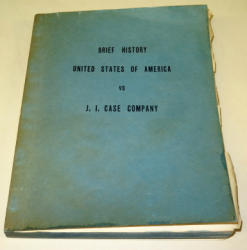 BRIEF HISTORY
UNITED STATES OF AMERICA
VS
J. I. CASE COMPANY